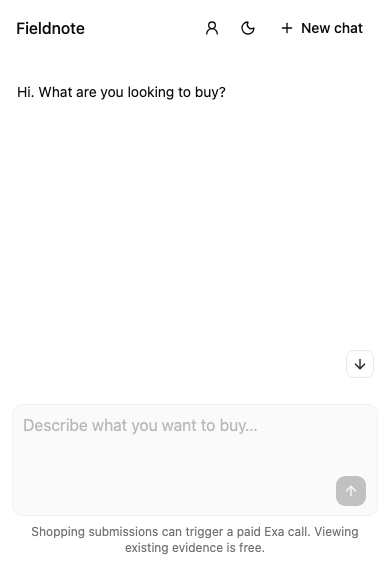 Fieldnote
New chat
Hi. What are you looking to buy?
Describe what you want to buy...
Shopping submissions can trigger a paid Exa call. Viewing
existing evidence is free.